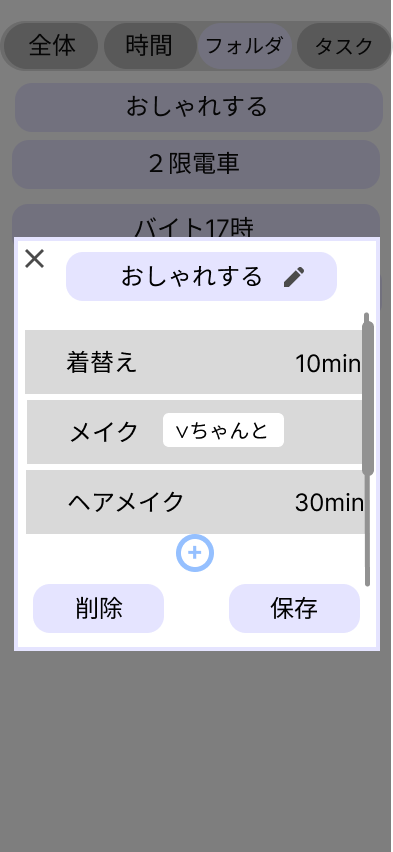 全体 時間 フォルダ タスク
おしゃれする
２限電車
バイト17時
おしゃれする
着替え 10min
メイク ∨ちゃんと
ヘアメイク 30min
削除 保存